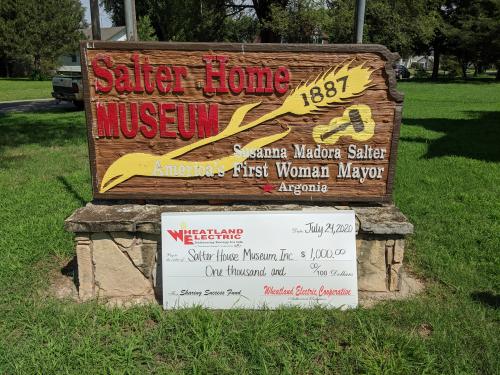 Salter Home
MUSEUM
1887
Susanna Madora Salter
America's First Woman Mayor
Argonia
WHEATLAND
ELECTRIC
Date July 24, 2020
Salter House Museum, Inc. $ 1,000.00
One thousand and 00/100 Dollars
Sharing Success Fund
Wheatland Electric Cooperative